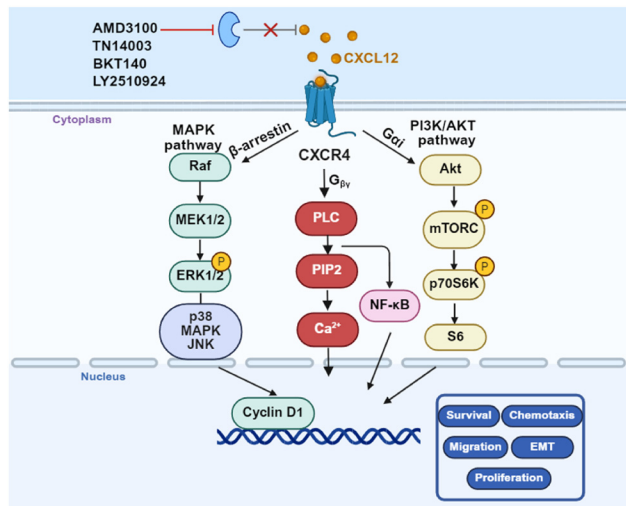 AMD3100
TN14003
BKT140
LY2510924
CXCL12
Cytoplasm
MAPK
pathway
β-arrestin
CXCR4
Gαi
PI3K/AKT
pathway
Raf
Gβγ
Akt
MEK1/2
PLC
P
mTORC
P
ERK1/2
PIP2
P
p70S6K
p38
MAPK
JNK
NF-κB
Ca²⁺
S6
Nucleus
Cyclin D1
Survival
Chemotaxis
Migration
EMT
Proliferation